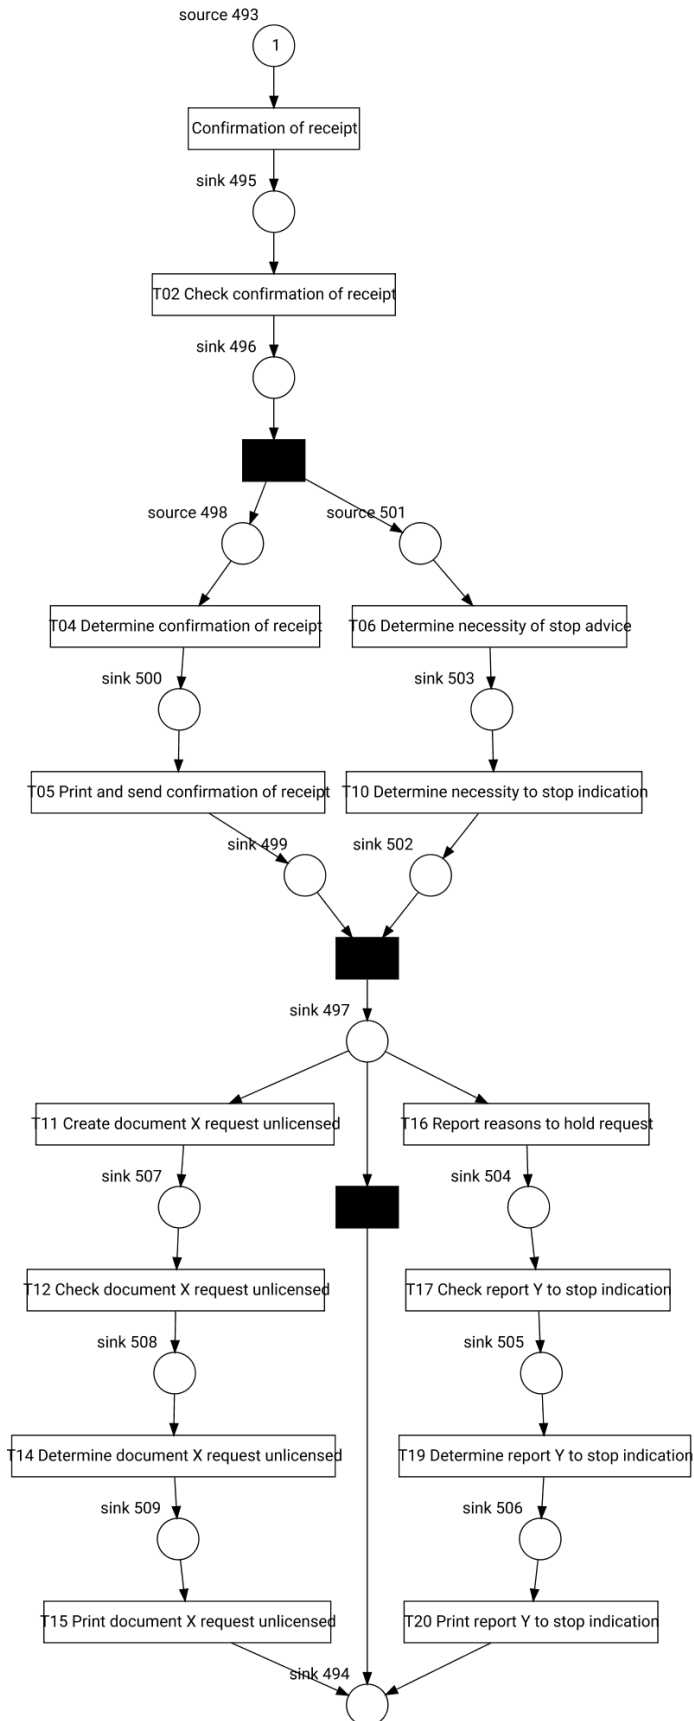 source 493
1
Confirmation of receipt
sink 495
T02 Check confirmation of receipt
sink 496
source 498
source 501
T04 Determine confirmation of receipt
T06 Determine necessity of stop advice
sink 500
sink 503
T05 Print and send confirmation of receipt
T10 Determine necessity to stop indication
sink 499
sink 502
sink 497
T11 Create document X request unlicensed
T16 Report reasons to hold request
sink 507
sink 504
T12 Check document X request unlicensed
T17 Check report Y to stop indication
sink 508
sink 505
T14 Determine document X request unlicensed
T19 Determine report Y to stop indication
sink 509
sink 506
T15 Print document X request unlicensed
T20 Print report Y to stop indication
sink 494